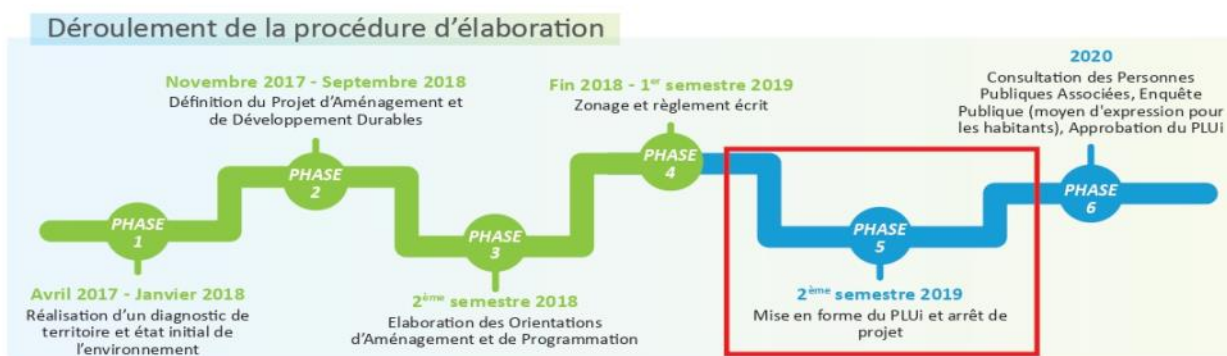 Déroulement de la procédure d'élaboration
PHASE
1
Avril 2017 - Janvier 2018
Réalisation d'un diagnostic de
territoire et état initial de
l'environnement
Novembre 2017 - Septembre 2018
Définition du Projet d'Aménagement et
de Développement Durables
PHASE
2
PHASE
3
2ème semestre 2018
Elaboration des Orientations
d'Aménagement et de Programmation
Fin 2018 - 1er semestre 2019
Zonage et règlement écrit
PHASE
4
PHASE
5
2ème semestre 2019
Mise en forme du PLUi et arrêt de
projet
2020
Consultation des Personnes
Publiques Associées, Enquête
Publique (moyen d'expression pour
les habitants), Approbation du PLUi
PHASE
6